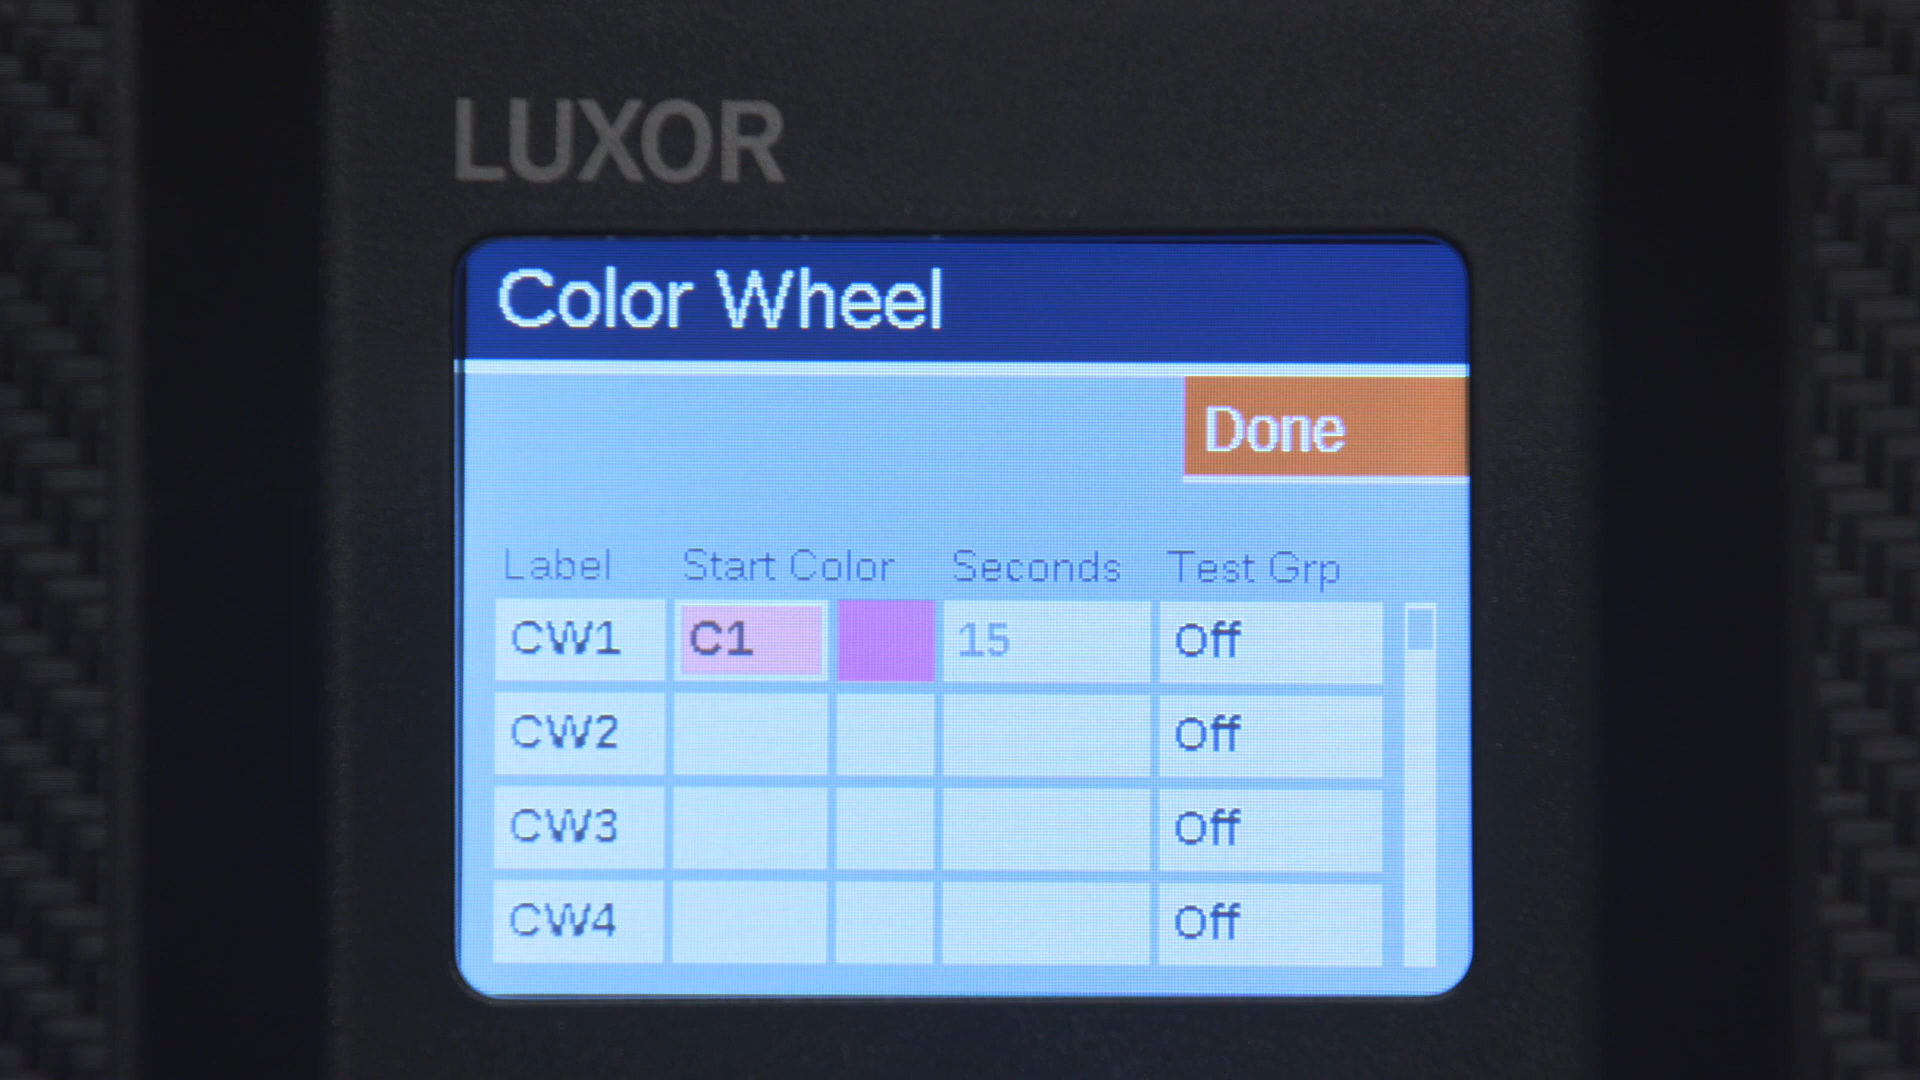 LUXOR
Color Wheel
Done
Label Start Color Seconds Test Grp
CW1 C1 15 Off
CW2 Off
CW3 Off
CW4 Off